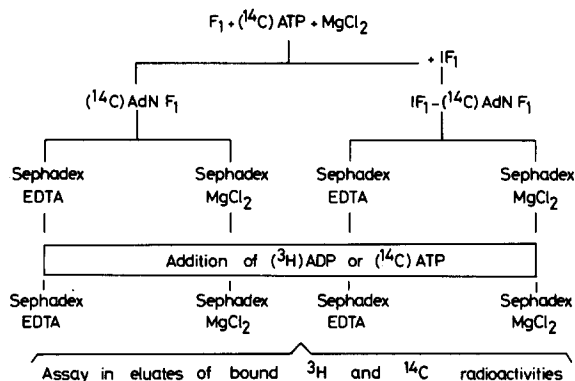 F₁ + (¹⁴C) ATP + MgCl₂
+ IF₁
(¹⁴C) AdN F₁ IF₁ – (¹⁴C) AdN F₁
Sephadex Sephadex Sephadex Sephadex
EDTA MgCl₂ EDTA MgCl₂
Addition of (³H) ADP or (¹⁴C) ATP
Sephadex Sephadex Sephadex Sephadex
EDTA MgCl₂ EDTA MgCl₂
Assay in eluates of bound ³H and ¹⁴C radioactivities